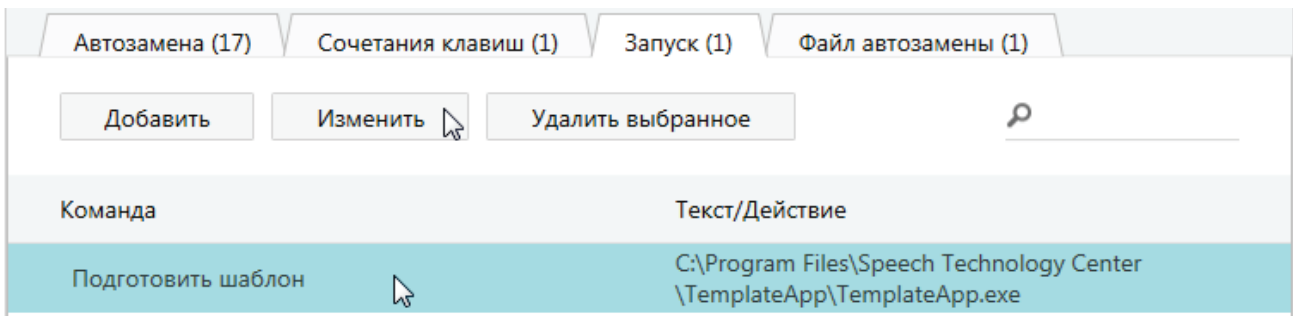 Автозамена (17) Сочетания клавиш (1) Запуск (1) Файл автозамены (1)
Добавить Изменить Удалить выбранное
Команда Текст/Действие
Подготовить шаблон C:\Program Files\Speech Technology Center
\TemplateApp\TemplateApp.exe